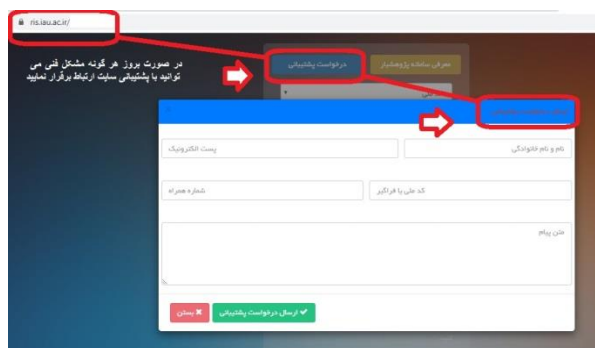 ris.iau.ac.ir/
در صورت بروز هر گونه مشکل فنی می
توانید با پشتیبانی سایت ارتباط برقرار نمایید
درخواست پشتیبانی
معرفی سامانه پژوهشیار
نام و نام خانوادگی
پست الکترونیک
کد ملی یا فراگیر
شماره همراه
متن پیام
ارسال درخواست پشتیبانی
بستن